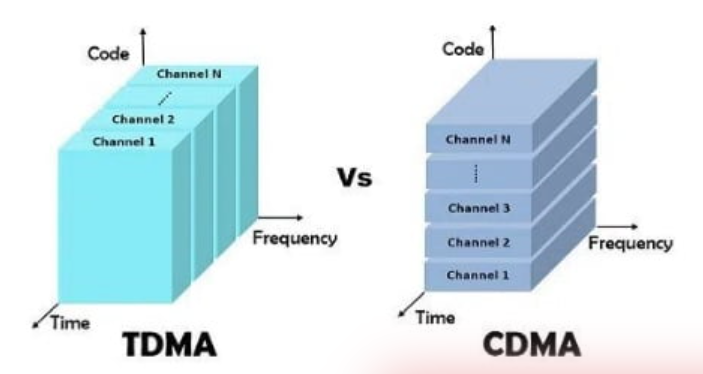 Code
Channel N
Channel 2
Channel 1
Frequency
Time
TDMA
Vs
Code
Channel N
Channel 3
Channel 2
Channel 1
Frequency
Time
CDMA